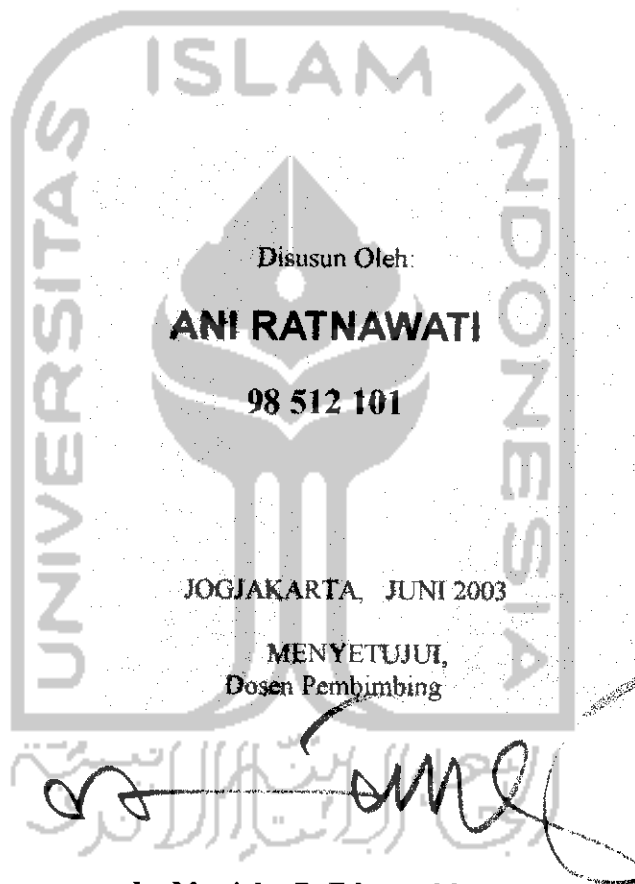 ISLAM
UNIVERSITAS
INDONESIA
Disusun Oleh:
ANI RATNAWATI
98 512 101
JOGJAKARTA, JUNI 2003
MENYETUJUI,
Dosen Pembimbing